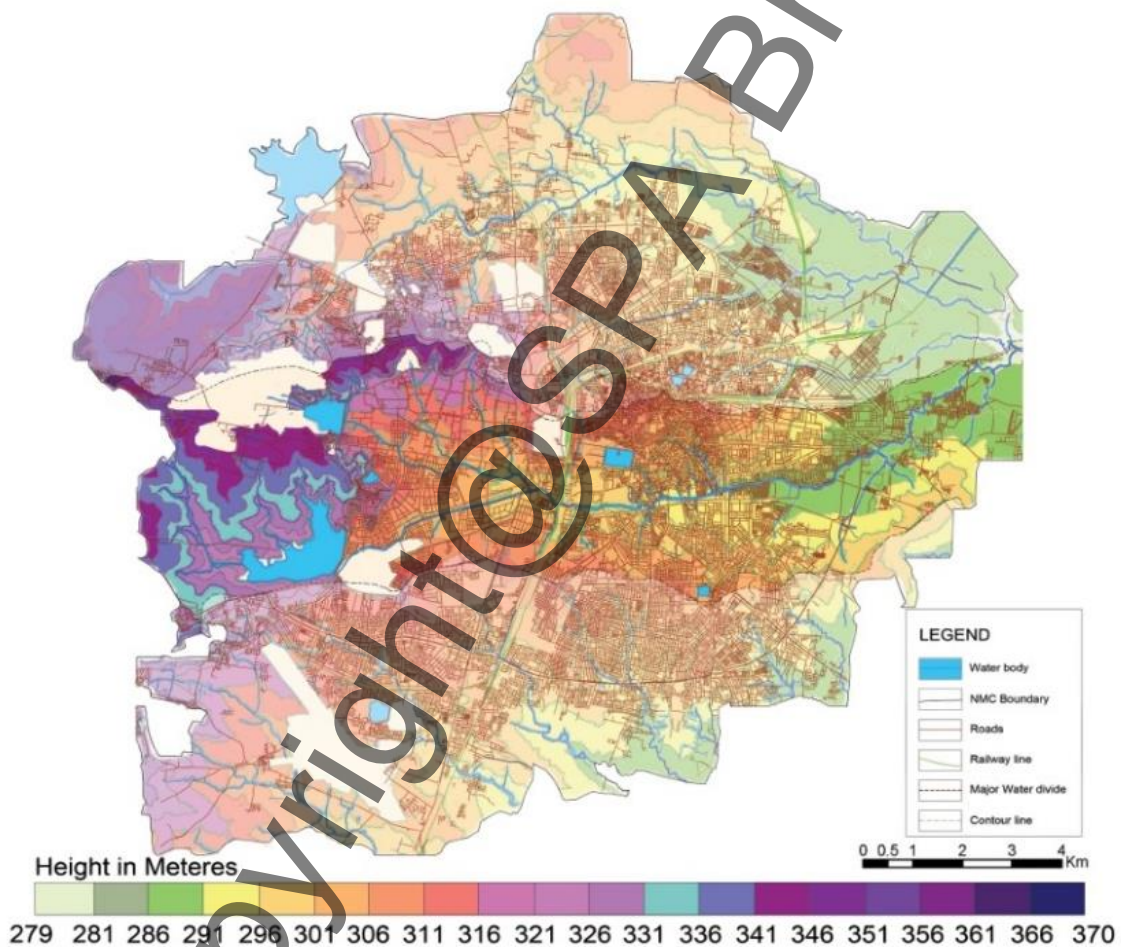 Copyright@SPA B
LEGEND
Water body
NMC Boundary
Roads
Railway line
Major Water divide
Contour line
0 0.5 1 2 3 4 Km
Height in Meteres
279 281 286 291 296 301 306 311 316 321 326 331 336 341 346 351 356 361 366 370